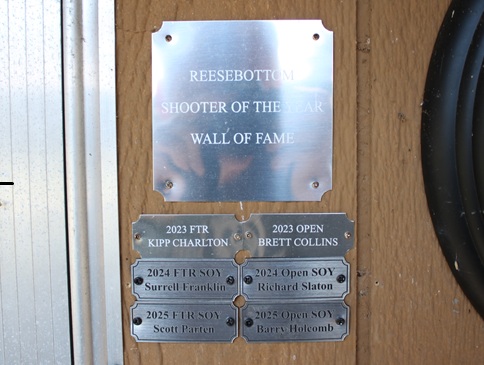 REESEBOTTOM
SHOOTER OF THE YEAR
WALL OF FAME
2023 FTR
KIPP CHARLTON
2023 OPEN
BRETT COLLINS
2024 FTR SOY
Surrell Franklin
2024 Open SOY
Richard Slaton
2025 FTR SOY
Scott Parten
2025 Open SOY
Barry Holcomb